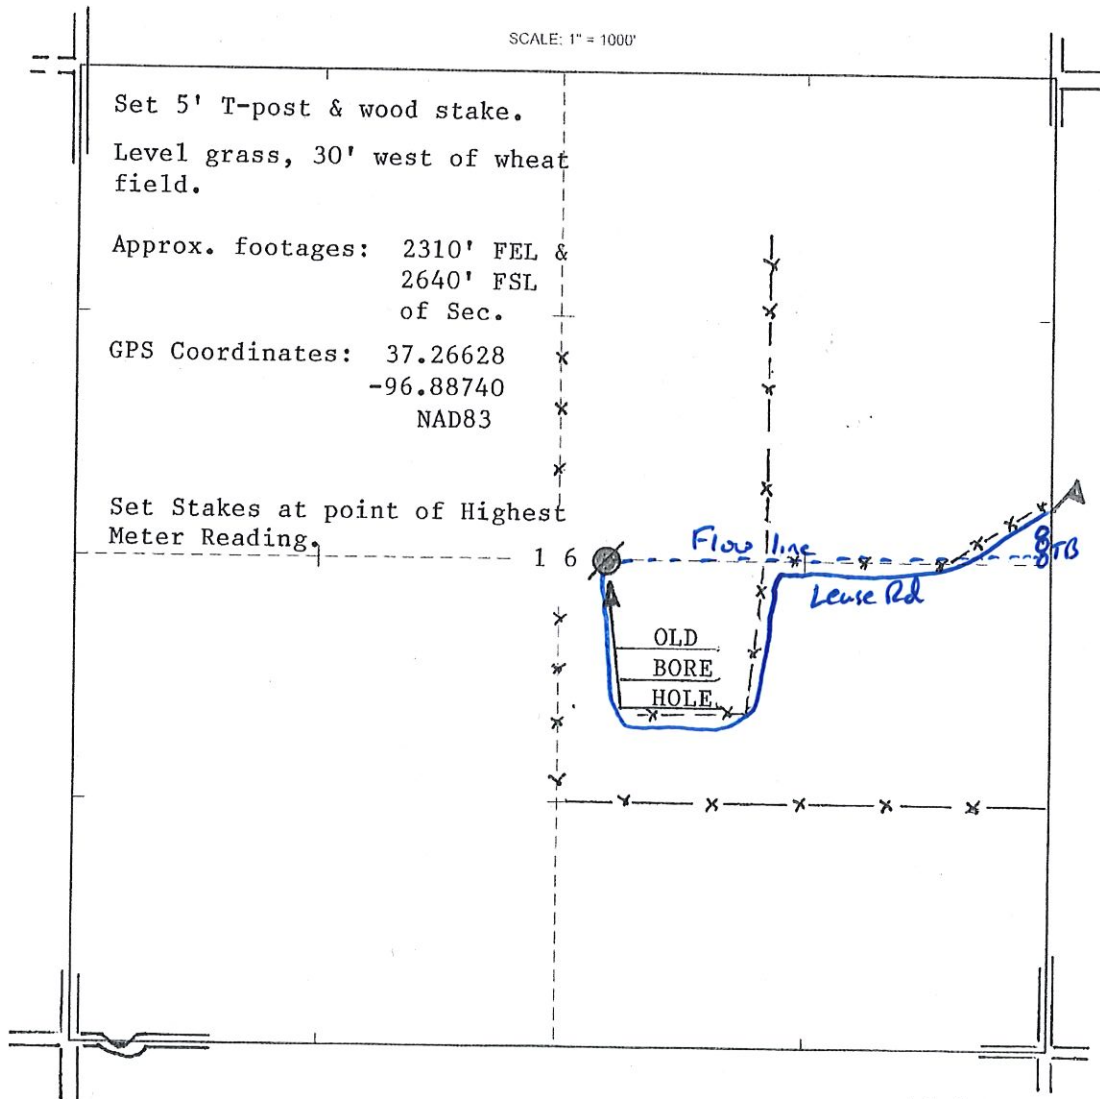 SCALE: 1" = 1000'
Set 5' T-post & wood stake.
Level grass, 30' west of wheat
field.
Approx. footages: 2310' FEL &
2640' FSL
of Sec.
GPS Coordinates: 37.26628
-96.88740
NAD83
Set Stakes at point of Highest
Meter Reading.
16
Flow line
TB
Lease Rd
OLD
BORE
HOLE